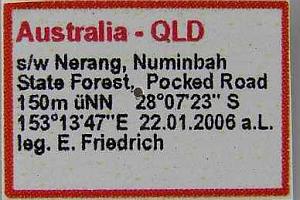 Australia - QLD
s/w Nerang, Numinbah
State Forest, Pocked Road
150m üNN 28°07'23" S
153°13'47"E 22.01.2006 a.L.
leg. E. Friedrich